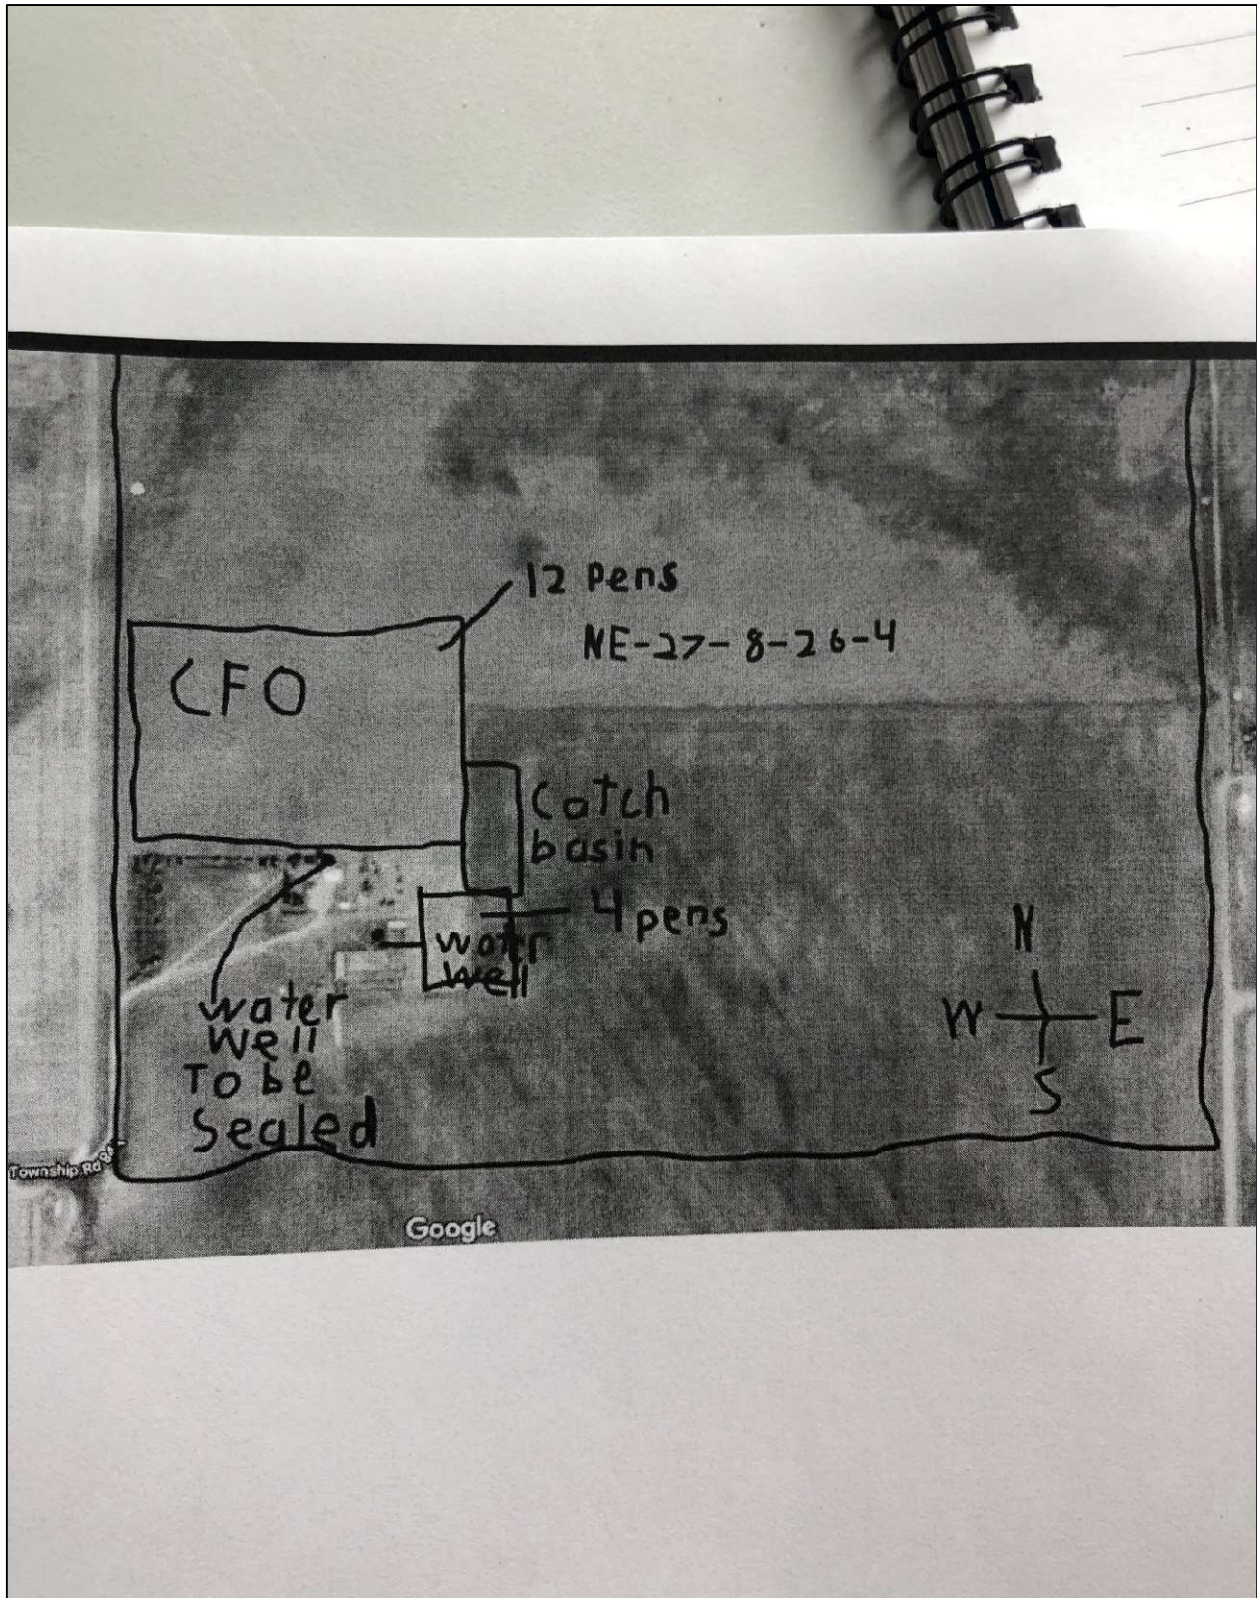 12 Pens
NE-27-8-26-4
CFO
Catch
basin
4 pens
water
well
water
well
To be
Sealed
N
W
E
S
Township Rd 84
Google